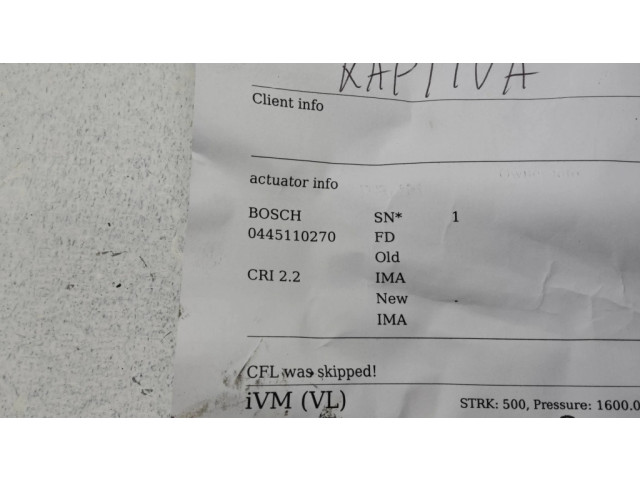 KAPTIVA
Client info
actuator info
BOSCH SN* 1
0445110270 FD
Old
CRI 2.2 IMA
New -
IMA
CFL was skipped!
iVM (VL) STRK: 500, Pressure: 1600.0